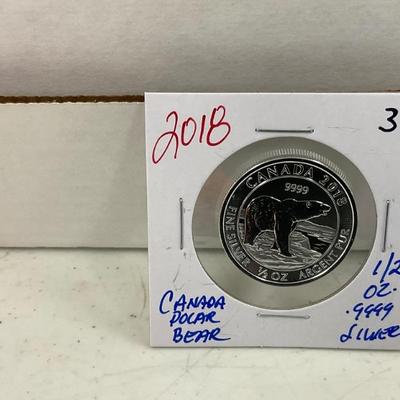 2018
3
CANADA 2018
9999
FINE SILVER 1/2 OZ ARGENT PUR
CANADA
POLAR
BEAR
1/2
OZ.
.9999
SILVER